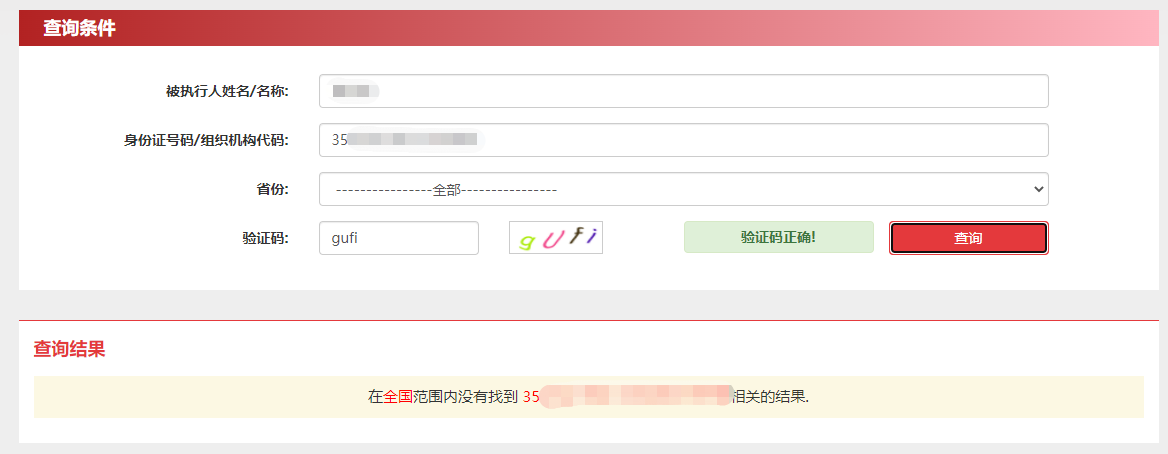 查询条件
被执行人姓名/名称:
身份证号码/组织机构代码: 35
省份: ----------------全部----------------
验证码: gufi gUfi 验证码正确! 查询
查询结果
在全国范围内没有找到 35 相关的结果.